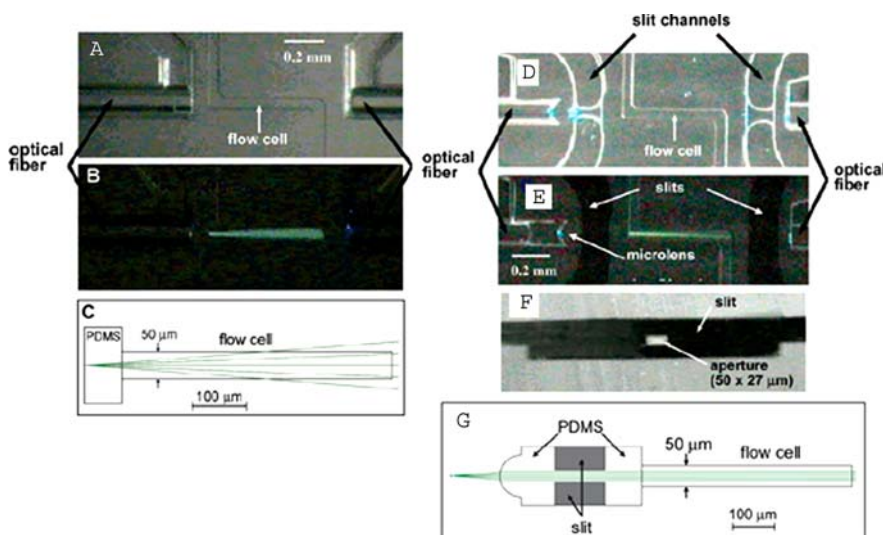 A
0.2 mm
flow cell
optical
fiber
B
optical
fiber
C
PDMS
50 μm
flow cell
100 μm
slit channels
D
flow cell
optical
fiber
E
slits
microlens
0.2 mm
F
slit
aperture
(50 x 27 μm)
G
PDMS
50 μm
flow cell
slit
100 μm